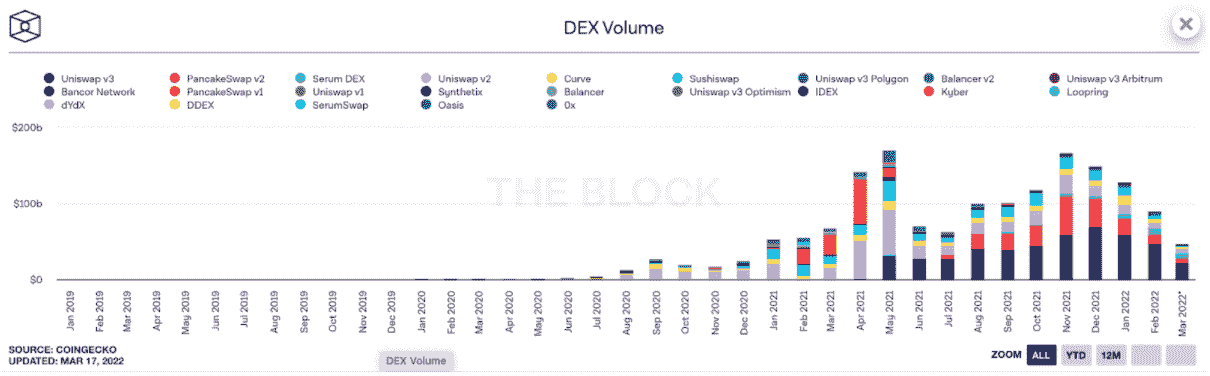 DEX Volume
Uniswap v3 PancakeSwap v2 Serum DEX Uniswap v2 Curve Sushiswap Uniswap v3 Polygon Balancer v2 Uniswap v3 Arbitrum
Bancor Network PancakeSwap v1 Uniswap v1 Synthetix Balancer Uniswap v3 Optimism IDEX Kyber Loopring
dYdX DDEX SerumSwap Oasis 0x
$200b
THE BLOCK
$100b
$0
Jan 2019 Feb 2019 Mar 2019 Apr 2019 May 2019 Jun 2019 Jul 2019 Aug 2019 Sep 2019 Oct 2019 Nov 2019 Dec 2019 Jan 2020 Feb 2020 Mar 2020 Apr 2020 May 2020 Jun 2020 Jul 2020 Aug 2020 Sep 2020 Oct 2020 Nov 2020 Dec 2020 Jan 2021 Feb 2021 Mar 2021 Apr 2021 May 2021 Jun 2021 Jul 2021 Aug 2021 Sep 2021 Oct 2021 Nov 2021 Dec 2021 Jan 2022 Feb 2022 Mar 2022*
SOURCE: COINGECKO
UPDATED: MAR 17, 2022
DEX Volume
ZOOM ALL YTD 12M